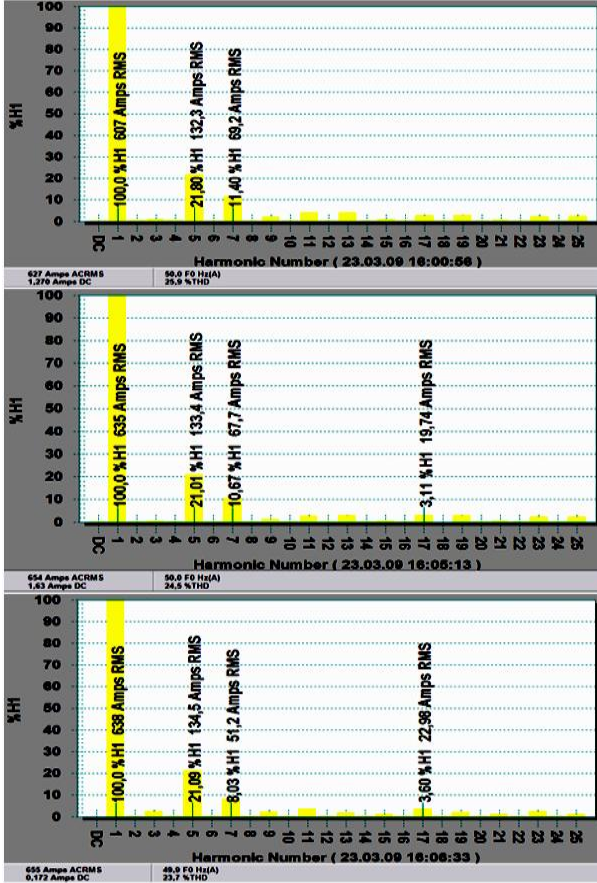 100
90
80
70
60
50
40
30
20
10
0
%H1
100,0 %H1 607 Amps RMS
21,80 %H1 132,3 Amps RMS
11,40 %H1 69,2 Amps RMS
DC 1 2 3 4 5 6 7 8 9 10 11 12 13 14 15 16 17 18 19 20 21 22 23 24 25
Harmonic Number ( 23.03.09 16:00:56 )
627 Amps ACRMS 50,0 F0 Hz(A)
1,270 Amps DC 25,9 %THD
100
90
80
70
60
50
40
30
20
10
0
%H1
100,0 %H1 635 Amps RMS
21,01 %H1 133,4 Amps RMS
10,67 %H1 67,7 Amps RMS
3,11 %H1 19,74 Amps RMS
DC 1 2 3 4 5 6 7 8 9 10 11 12 13 14 15 16 17 18 19 20 21 22 23 24 25
Harmonic Number ( 23.03.09 16:05:13 )
654 Amps ACRMS 50,0 F0 Hz(A)
1,63 Amps DC 24,5 %THD
100
90
80
70
60
50
40
30
20
10
0
%H1
100,0 %H1 638 Amps RMS
21,09 %H1 134,5 Amps RMS
8,03 %H1 51,2 Amps RMS
3,60 %H1 22,98 Amps RMS
DC 1 2 3 4 5 6 7 8 9 10 11 12 13 14 15 16 17 18 19 20 21 22 23 24 25
Harmonic Number ( 23.03.09 16:06:33 )
655 Amps ACRMS 49,9 F0 Hz(A)
0,172 Amps DC 23,7 %THD